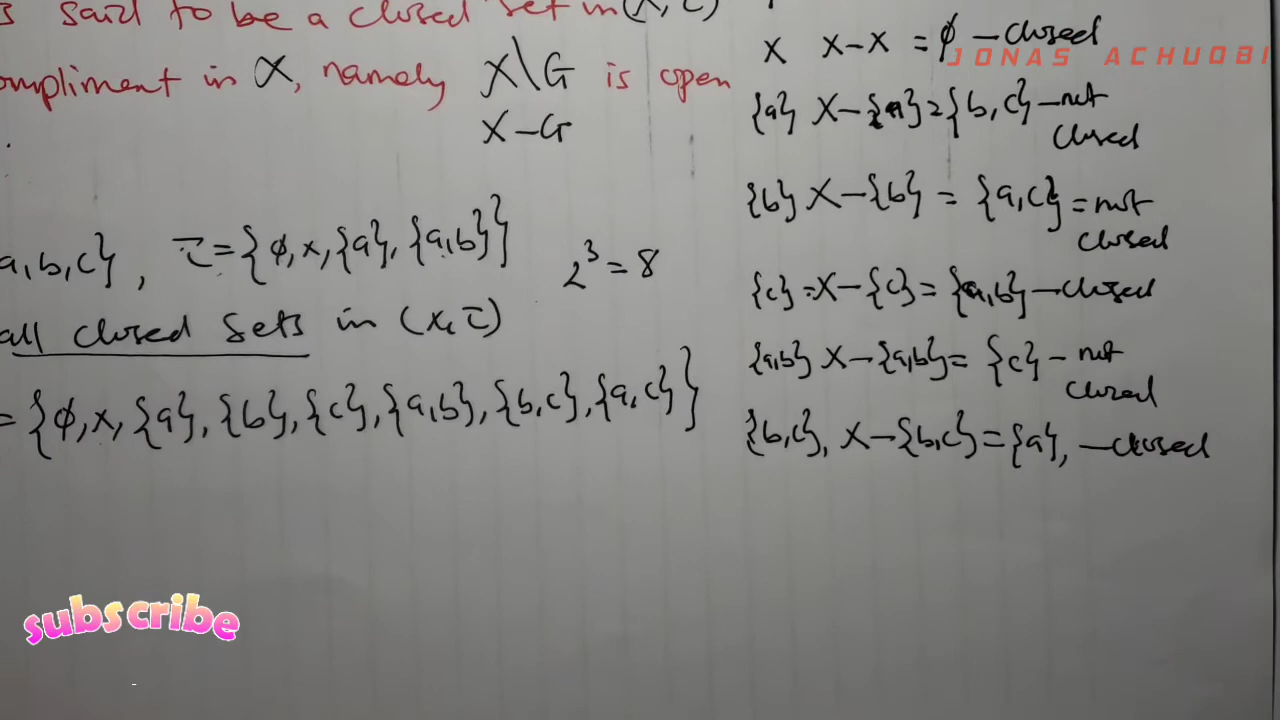 s said to be a closed set in (X, τ)
ompliment in X, namely X\G is open
X-G
a,b,c}, τ={ϕ,x,{a},{a,b}} 2³=8
all closed sets in (x,τ)
={ϕ,x,{a},{b},{c},{a,b},{b,c},{a,c}}
X X-X = ϕ -closed
JONAS ACHUOBI
{a} X-{a}={b,c}-not
closed
{b} X-{b} = {a,c}=not
closed
{c}=X-{c}={a,b}-closed
{a,b} X-{a,b}={c}-not
closed
{b,c}, X-{b,c}={a}, -closed
subscribe